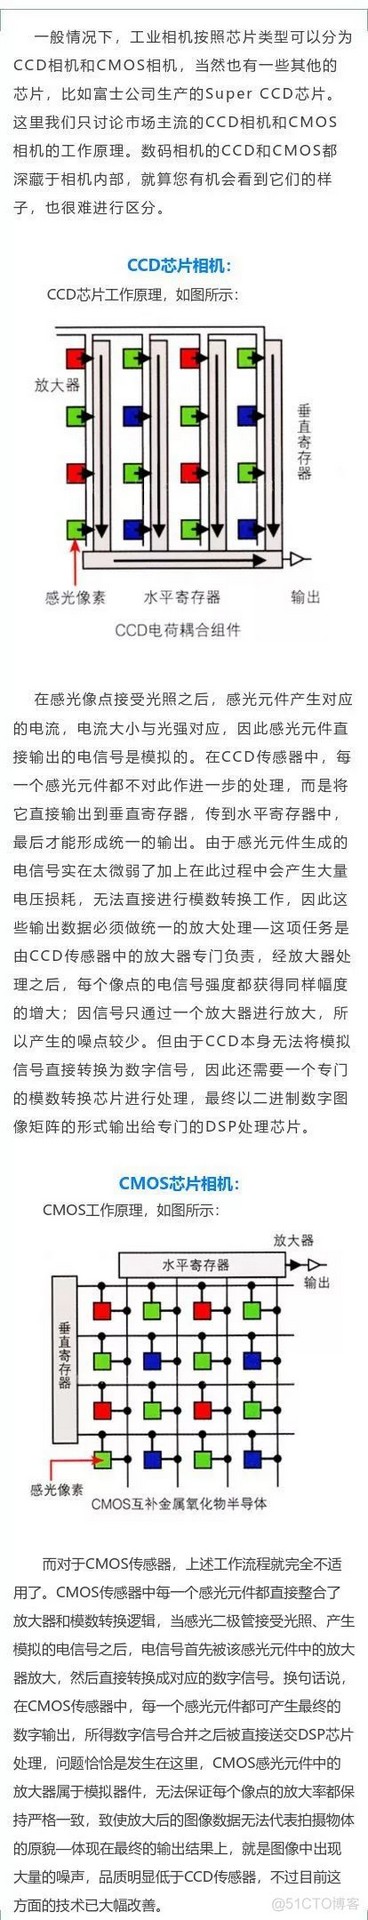 一般情况下，工业相机按照芯片类型可以分为
CCD相机和CMOS相机，当然也有一些其他的
芯片，比如富士公司生产的Super CCD芯片。
这里我们只讨论市场主流的CCD相机和CMOS
相机的工作原理。数码相机的CCD和CMOS都
深藏于相机内部，就算您有机会看到它们的样
子，也很难进行区分。
CCD芯片相机：
CCD芯片工作原理，如图所示：
放大器
垂直寄存器
感光像素
水平寄存器
输出
CCD电荷耦合组件
在感光像点接受光照之后，感光元件产生对应
的电流，电流大小与光强对应，因此感光元件直
接输出的电信号是模拟的。在CCD传感器中，每
一个感光元件都不对此作进一步的处理，而是将
它直接输出到垂直寄存器，传到水平寄存器中，
最后才能形成统一的输出。由于感光元件生成的
电信号实在太微弱了加上在此过程中会产生大量
电压损耗，无法直接进行模数转换工作，因此这
些输出数据必须做统一的放大处理—这项任务是
由CCD传感器中的放大器专门负责，经放大器处
理之后，每个像点的电信号强度都获得同样幅度
的增大；因信号只通过一个放大器进行放大，所
以产生的噪点较少。但由于CCD本身无法将模拟
信号直接转换为数字信号，因此还需要一个专门
的模数转换芯片进行处理，最终以二进制数字图
像矩阵的形式输出给专门的DSP处理芯片。
CMOS芯片相机：
CMOS工作原理，如图所示：
放大器
水平寄存器
输出
垂直寄存器
感光像素
CMOS互补金属氧化物半导体
而对于CMOS传感器，上述工作流程就完全不适
用了。CMOS传感器中每一个感光元件都直接整合了
放大器和模数转换逻辑，当感光二极管接受光照、产生
模拟的电信号之后，电信号首先被该感光元件中的放大
器放大，然后直接转换成对应的数字信号。换句话说，
在CMOS传感器中，每一个感光元件都可产生最终的
数字输出，所得数字信号合并之后被直接送交DSP芯片
处理，问题恰恰是发生在这里，CMOS感光元件中的
放大器属于模拟器件，无法保证每个像点的放大率都保
持严格一致，致使放大后的图像数据无法代表拍摄物体
的原貌—体现在最终的输出结果上，就是图像中出现
大量的噪声，品质明显低于CCD传感器，不过目前这
方面的技术已大幅改善。
@51CTO博客